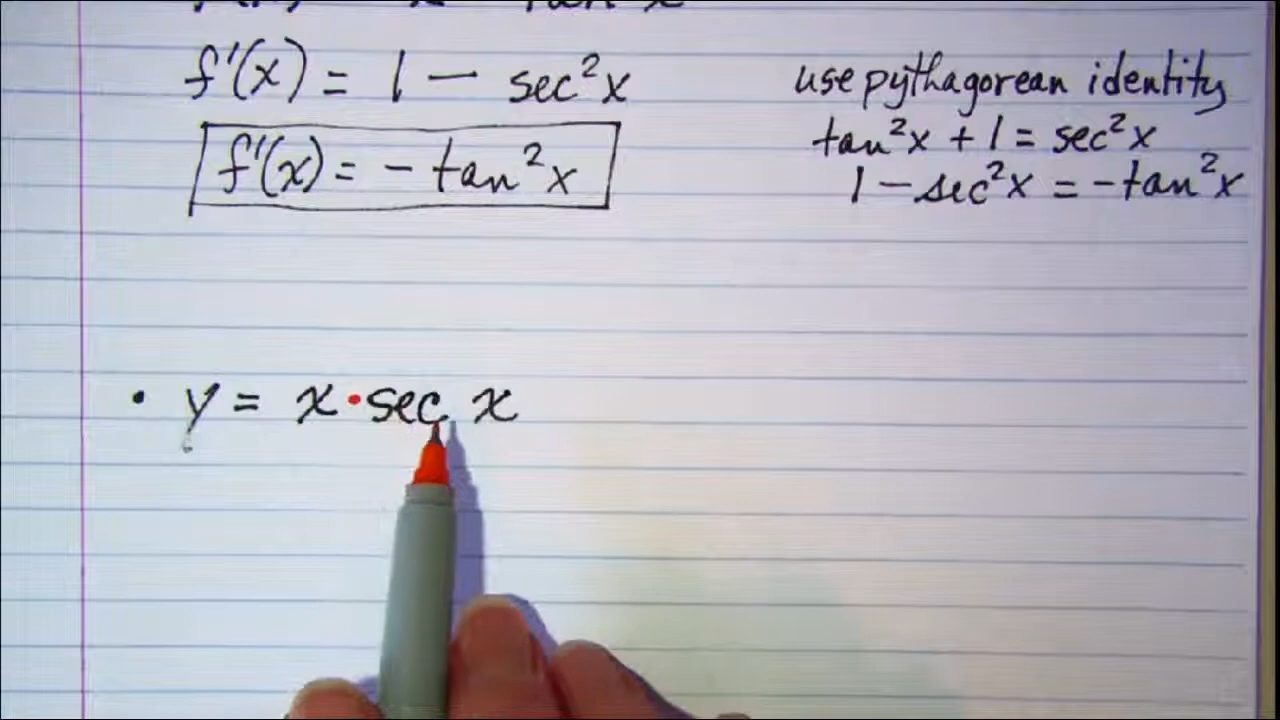 f'(x) = 1 - sec²x
f'(x) = - tan²x
use pythagorean identity
tan²x + 1 = sec²x
1 - sec²x = -tan²x
• y = x · sec x